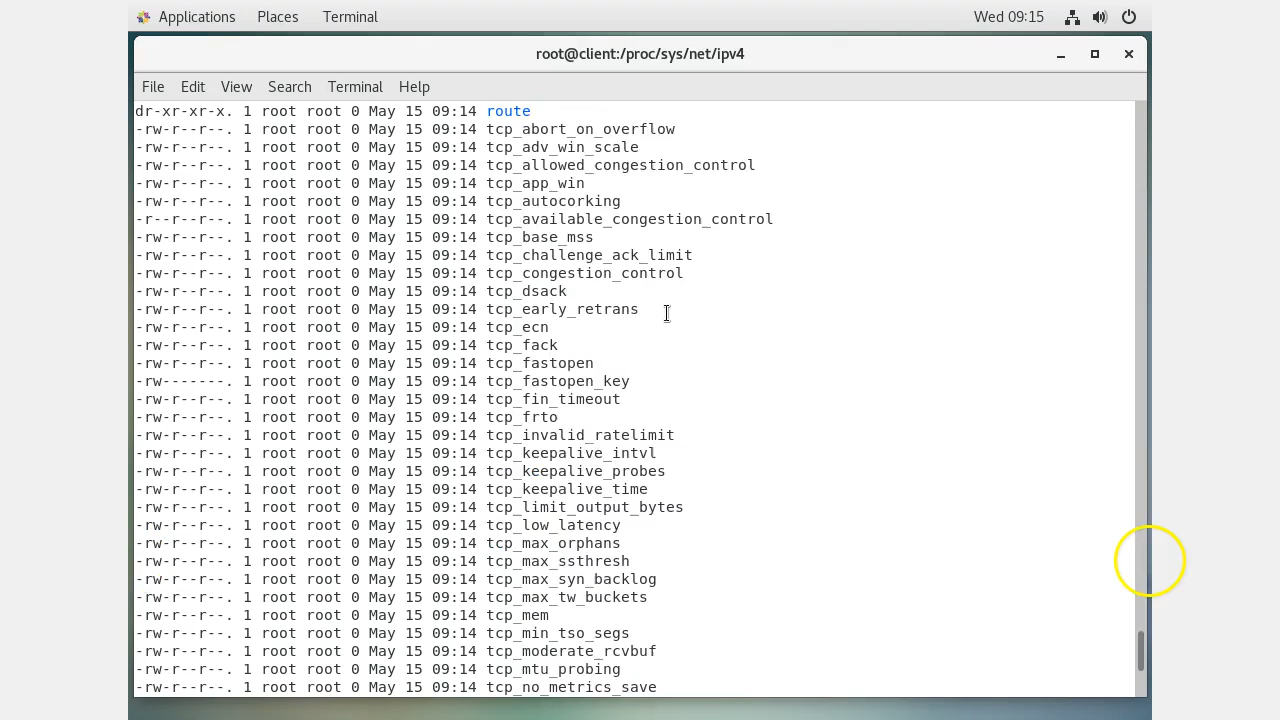 Applications Places Terminal Wed 09:15
root@client:/proc/sys/net/ipv4
File Edit View Search Terminal Help
dr-xr-xr-x. 1 root root 0 May 15 09:14 route
-rw-r--r--. 1 root root 0 May 15 09:14 tcp_abort_on_overflow
-rw-r--r--. 1 root root 0 May 15 09:14 tcp_adv_win_scale
-rw-r--r--. 1 root root 0 May 15 09:14 tcp_allowed_congestion_control
-rw-r--r--. 1 root root 0 May 15 09:14 tcp_app_win
-rw-r--r--. 1 root root 0 May 15 09:14 tcp_autocorking
-r--r--r--. 1 root root 0 May 15 09:14 tcp_available_congestion_control
-rw-r--r--. 1 root root 0 May 15 09:14 tcp_base_mss
-rw-r--r--. 1 root root 0 May 15 09:14 tcp_challenge_ack_limit
-rw-r--r--. 1 root root 0 May 15 09:14 tcp_congestion_control
-rw-r--r--. 1 root root 0 May 15 09:14 tcp_dsack
-rw-r--r--. 1 root root 0 May 15 09:14 tcp_early_retrans
-rw-r--r--. 1 root root 0 May 15 09:14 tcp_ecn
-rw-r--r--. 1 root root 0 May 15 09:14 tcp_fack
-rw-r--r--. 1 root root 0 May 15 09:14 tcp_fastopen
-rw-------. 1 root root 0 May 15 09:14 tcp_fastopen_key
-rw-r--r--. 1 root root 0 May 15 09:14 tcp_fin_timeout
-rw-r--r--. 1 root root 0 May 15 09:14 tcp_frto
-rw-r--r--. 1 root root 0 May 15 09:14 tcp_invalid_ratelimit
-rw-r--r--. 1 root root 0 May 15 09:14 tcp_keepalive_intvl
-rw-r--r--. 1 root root 0 May 15 09:14 tcp_keepalive_probes
-rw-r--r--. 1 root root 0 May 15 09:14 tcp_keepalive_time
-rw-r--r--. 1 root root 0 May 15 09:14 tcp_limit_output_bytes
-rw-r--r--. 1 root root 0 May 15 09:14 tcp_low_latency
-rw-r--r--. 1 root root 0 May 15 09:14 tcp_max_orphans
-rw-r--r--. 1 root root 0 May 15 09:14 tcp_max_ssthresh
-rw-r--r--. 1 root root 0 May 15 09:14 tcp_max_syn_backlog
-rw-r--r--. 1 root root 0 May 15 09:14 tcp_max_tw_buckets
-rw-r--r--. 1 root root 0 May 15 09:14 tcp_mem
-rw-r--r--. 1 root root 0 May 15 09:14 tcp_min_tso_segs
-rw-r--r--. 1 root root 0 May 15 09:14 tcp_moderate_rcvbuf
-rw-r--r--. 1 root root 0 May 15 09:14 tcp_mtu_probing
-rw-r--r--. 1 root root 0 May 15 09:14 tcp_no_metrics_save